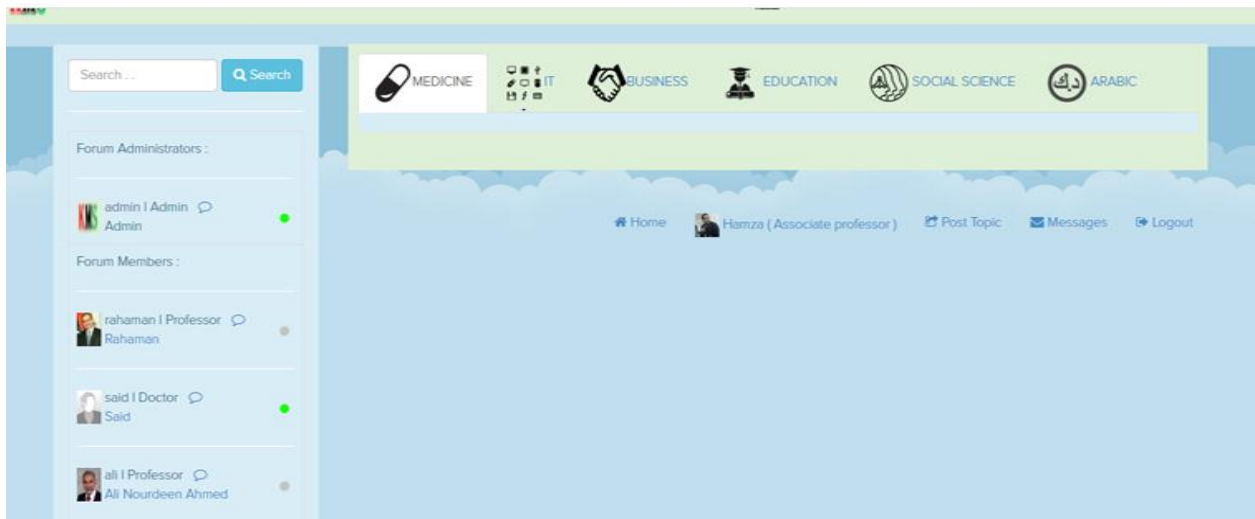 Search . .
Search
Forum Administrators :
admin | Admin
Admin
Forum Members :
rahaman | Professor
Rahaman
said | Doctor
Said
ali | Professor
Ali Nourdeen Ahmed
MEDICINE IT BUSINESS EDUCATION SOCIAL SCIENCE د.ك ARABIC
Home Hamza ( Associate professor ) Post Topic Messages Logout